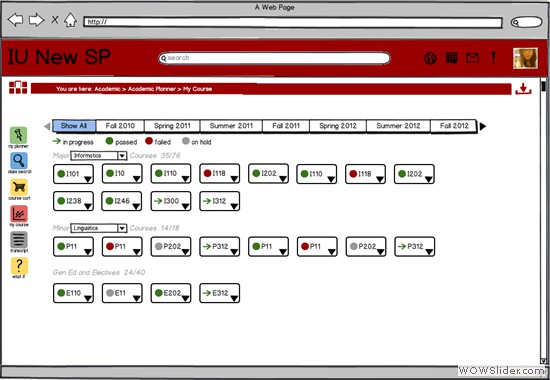 A Web Page
X http://
IU New SP
search
You are here: Academic > Academic Planner > My Course
Show All Fall 2010 Spring 2011 Summer 2011 Fall 2011 Spring 2012 Summer 2012 Fall 2012
in progress passed failed on hold
Major Informatics Courses 35/76
I101 I10 I110 I118 I202 I110 I118 I202
I238 I246 I300 I312
Minor Linguistics Courses 14/18
P11 P11 P202 P312 P11 P11 P202 P312
Gen Ed and Electives 24/40
E110 E11 E202 E312
my planner
class search
course cart
my course
transcript
?
what if
WOWSlider.com